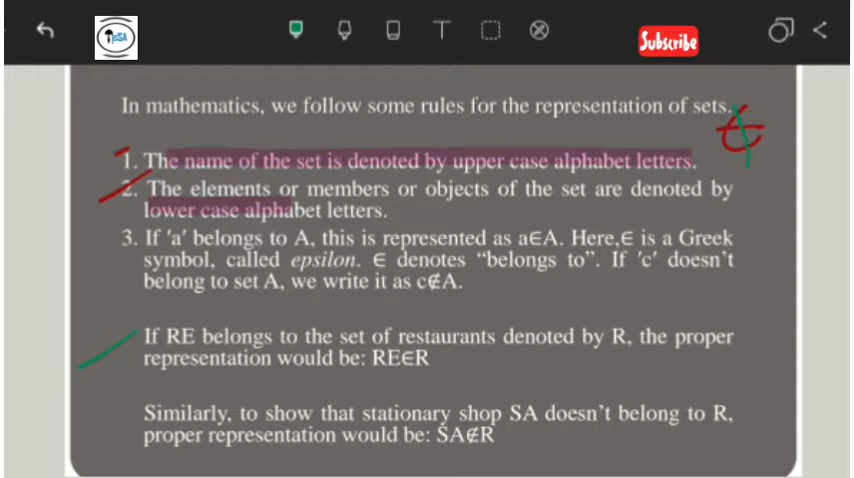 pSA
Subscribe
In mathematics, we follow some rules for the representation of sets.
1. The name of the set is denoted by upper case alphabet letters.
2. The elements or members or objects of the set are denoted by
lower case alphabet letters.
3. If 'a' belongs to A, this is represented as a∈A. Here,∈ is a Greek
symbol, called epsilon. ∈ denotes “belongs to”. If 'c' doesn’t
belong to set A, we write it as c∉A.
If RE belongs to the set of restaurants denoted by R, the proper
representation would be: RE∈R
Similarly, to show that stationary shop SA doesn’t belong to R,
proper representation would be: SA∉R